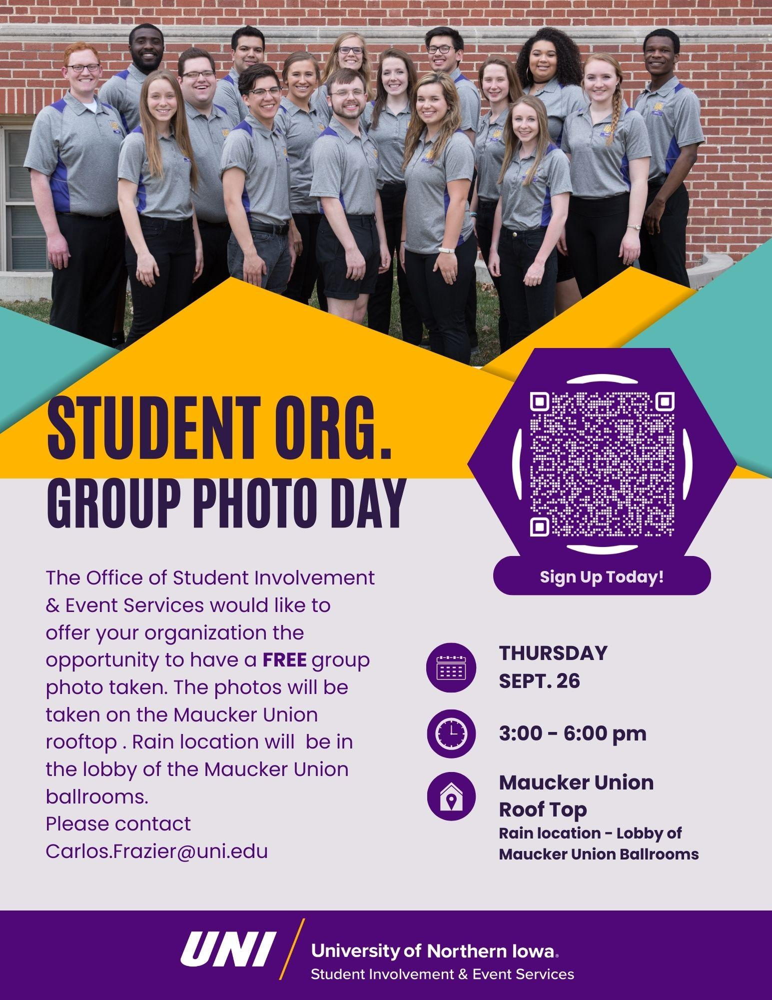 STUDENT ORG.
GROUP PHOTO DAY
The Office of Student Involvement
& Event Services would like to
offer your organization the
opportunity to have a FREE group
photo taken. The photos will be
taken on the Maucker Union
rooftop . Rain location will  be in
the lobby of the Maucker Union
ballrooms.
Please contact
Carlos.Frazier@uni.edu
Sign Up Today!
THURSDAY
SEPT. 26
3:00 - 6:00 pm
Maucker Union
Roof Top
Rain location - Lobby of
Maucker Union Ballrooms
UNI
University of Northern Iowa®
Student Involvement & Event Services